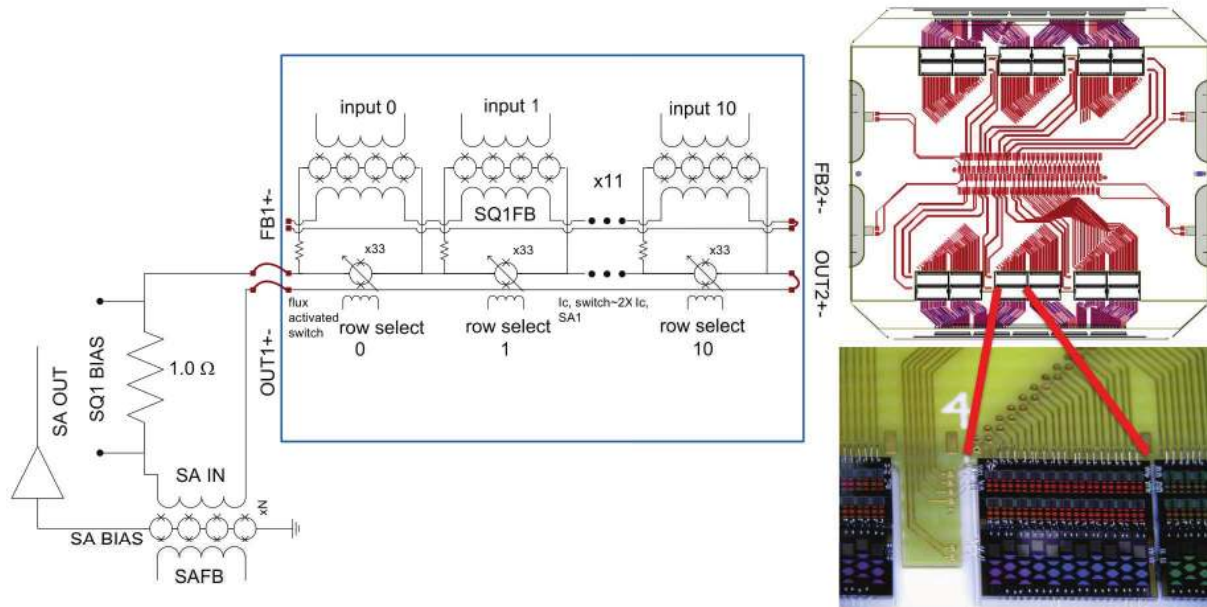 input 0
input 1
input 10
x11
FB1+-
SQ1FB
FB2+-
x33
x33
x33
OUT1+-
flux
activated
switch
row select
0
row select
1
Ic, switch~2X Ic,
SA1
row select
10
OUT2+-
SA OUT
SQ1 BIAS
1.0 Ω
SA IN
xN
SA BIAS
SAFB
4